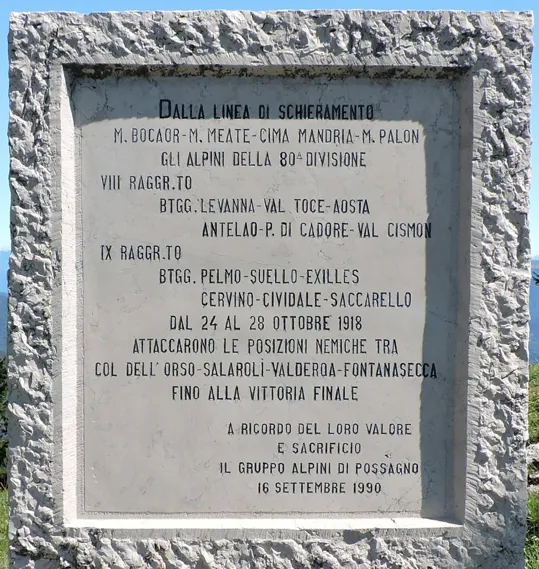 DALLA LINEA DI SCHIERAMENTO
M. BOCAOR-M. MEATE-CIMA MANDRIA-M. PALON
GLI ALPINI DELLA 80ª DIVISIONE
VIII RAGGR.TO
BTGG. LEVANNA-VAL TOCE-AOSTA
ANTELAO-P. DI CADORE-VAL CISMON
IX RAGGR.TO
BTGG. PELMO-SUELLO-EXILLES
CERVINO-CIVIDALE-SACCARELLO
DAL 24 AL 28 OTTOBRE 1918
ATTACCARONO LE POSIZIONI NEMICHE TRA
COL DELL'ORSO-SALAROLÌ-VALDEROA-FONTANASECCA
FINO ALLA VITTORIA FINALE
A RICORDO DEL LORO VALORE
E SACRIFICIO
IL GRUPPO ALPINI DI POSSAGNO
16 SETTEMBRE 1990